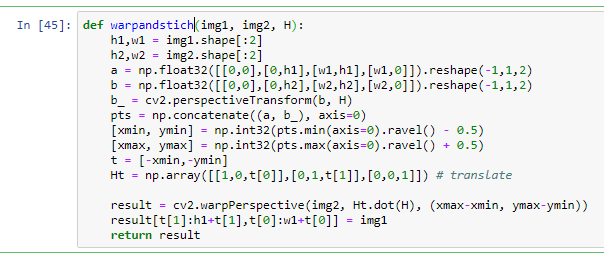 In [45]: def warpandstich(img1, img2, H):
    h1,w1 = img1.shape[:2]
    h2,w2 = img2.shape[:2]
    a = np.float32([[0,0],[0,h1],[w1,h1],[w1,0]]).reshape(-1,1,2)
    b = np.float32([[0,0],[0,h2],[w2,h2],[w2,0]]).reshape(-1,1,2)
    b_ = cv2.perspectiveTransform(b, H)
    pts = np.concatenate((a, b_), axis=0)
    [xmin, ymin] = np.int32(pts.min(axis=0).ravel() - 0.5)
    [xmax, ymax] = np.int32(pts.max(axis=0).ravel() + 0.5)
    t = [-xmin,-ymin]
    Ht = np.array([[1,0,t[0]],[0,1,t[1]],[0,0,1]]) # translate

    result = cv2.warpPerspective(img2, Ht.dot(H), (xmax-xmin, ymax-ymin))
    result[t[1]:h1+t[1],t[0]:w1+t[0]] = img1
    return result